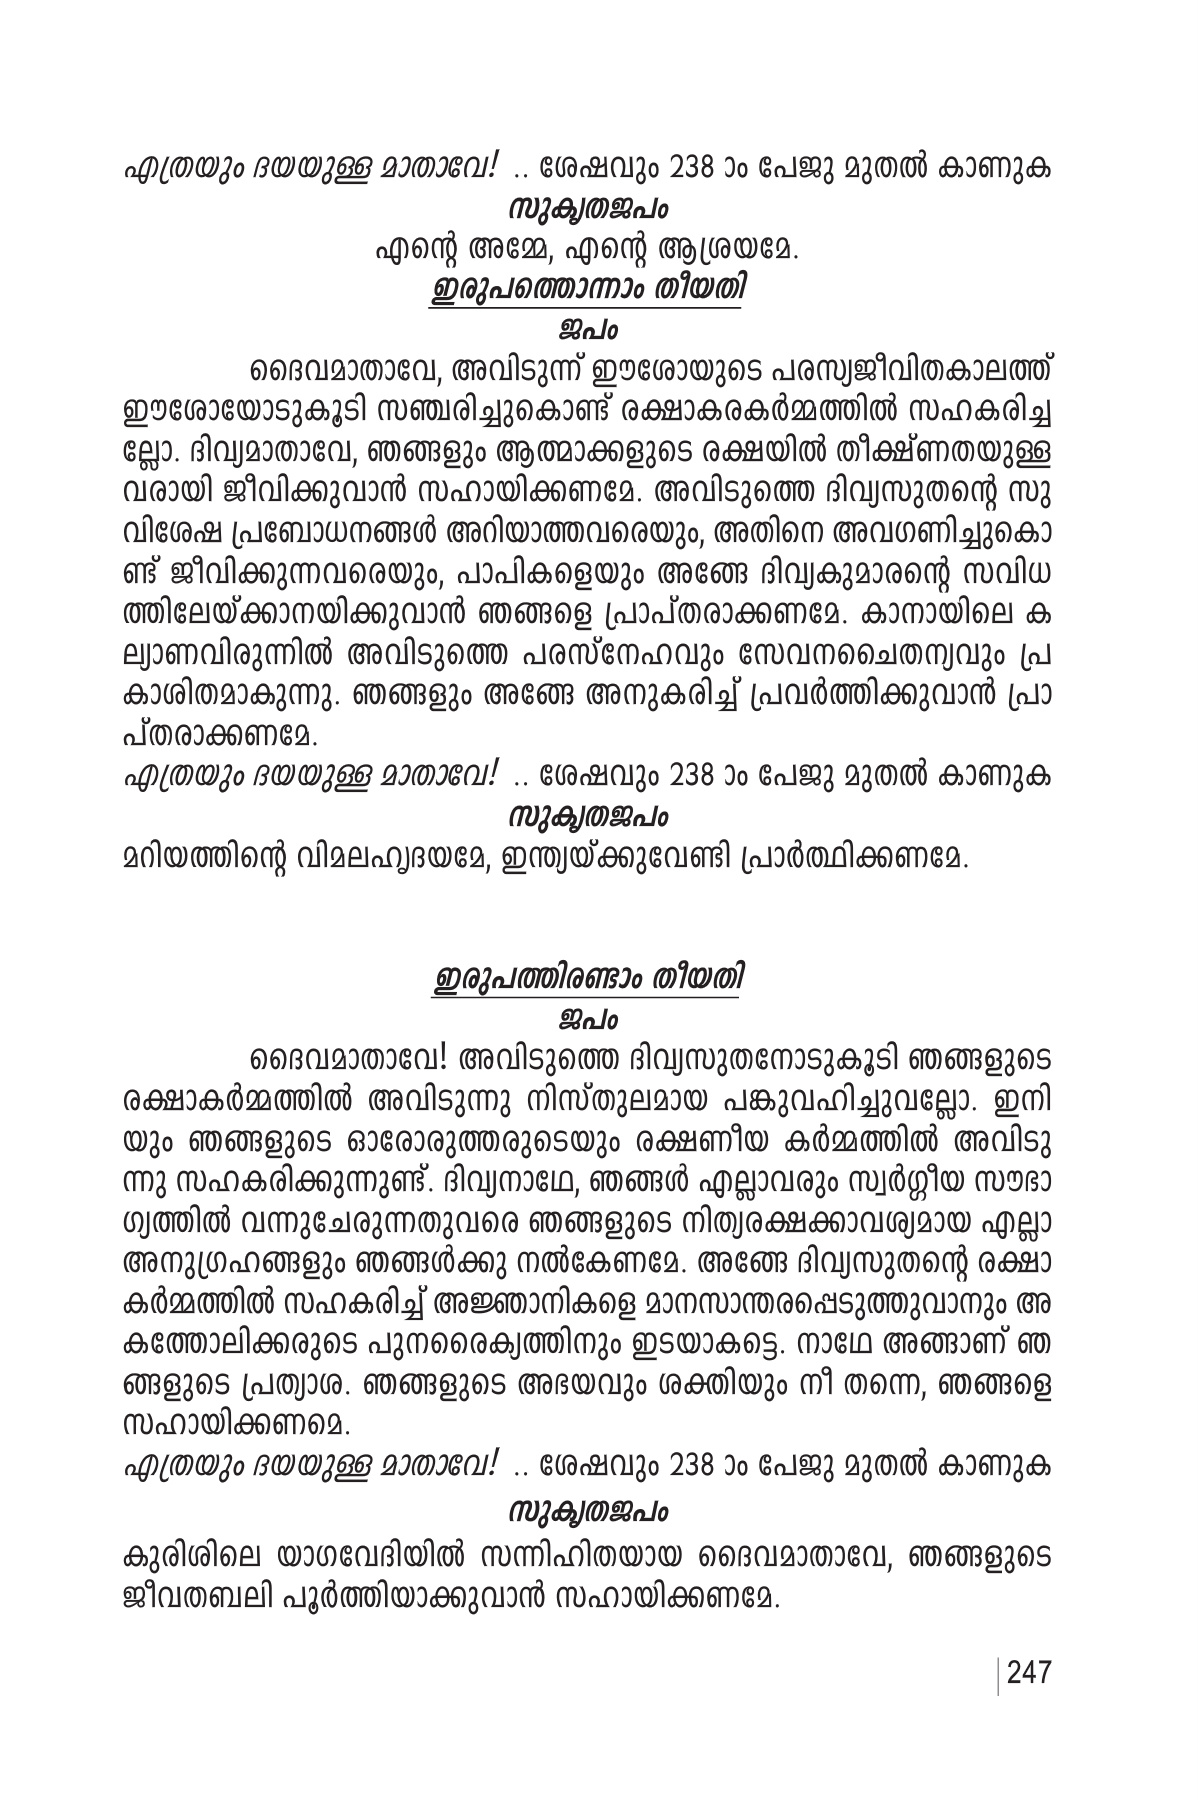 എത്രയും ദയയുള്ള മാതാവേ! .. ശേഷവും 238 ാം പേജു മുതൽ കാണുക
സുകൃതജപം
എന്റെ അമ്മേ, എന്റെ ആശ്രയമേ.
ഇരുപത്തൊന്നാം തീയതി
ജപം
ദൈവമാതാവേ, അവിടുന്ന് ഈശോയുടെ പരസ്യജീവിതകാലത്ത്
ഈശോയോടുകൂടി സഞ്ചരിച്ചുകൊണ്ട് രക്ഷാകരകർമ്മത്തിൽ സഹകരിച്ച
ല്ലോ. ദിവ്യമാതാവേ, ഞങ്ങളും ആത്മാക്കളുടെ രക്ഷയിൽ തീക്ഷ്ണതയുള്ള
വരായി ജീവിക്കുവാൻ സഹായിക്കണമേ. അവിടുത്തെ ദിവ്യസുതന്റെ സു
വിശേഷ പ്രബോധനങ്ങൾ അറിയാത്തവരെയും, അതിനെ അവഗണിച്ചുകൊ
ണ്ട് ജീവിക്കുന്നവരെയും, പാപികളെയും അങ്ങേ ദിവ്യകുമാരന്റെ സവിധ
ത്തിലേയ്ക്കാനയിക്കുവാൻ ഞങ്ങളെ പ്രാപ്തരാക്കണമേ. കാനായിലെ ക
ല്യാണവിരുന്നിൽ അവിടുത്തെ പരസ്നേഹവും സേവനചൈതന്യവും പ്ര
കാശിതമാകുന്നു. ഞങ്ങളും അങ്ങേ അനുകരിച്ച് പ്രവർത്തിക്കുവാൻ പ്രാ
പ്തരാക്കണമേ.
എത്രയും ദയയുള്ള മാതാവേ! .. ശേഷവും 238 ാം പേജു മുതൽ കാണുക
സുകൃതജപം
മറിയത്തിന്റെ വിമലഹൃദയമേ, ഇന്ത്യയ്ക്കുവേണ്ടി പ്രാർത്ഥിക്കണമേ.
ഇരുപത്തിരണ്ടാം തീയതി
ജപം
ദൈവമാതാവേ! അവിടുത്തെ ദിവ്യസുതനോടുകൂടി ഞങ്ങളുടെ
രക്ഷാകർമ്മത്തിൽ അവിടുന്നു നിസ്തുലമായ പങ്കുവഹിച്ചുവല്ലോ. ഇനി
യും ഞങ്ങളുടെ ഓരോരുത്തരുടെയും രക്ഷണീയ കർമ്മത്തിൽ അവിടു
ന്നു സഹകരിക്കുന്നുണ്ട്. ദിവ്യനാഥേ, ഞങ്ങൾ എല്ലാവരും സ്വർഗ്ഗീയ സൗഭാ
ഗ്യത്തിൽ വന്നുചേരുന്നതുവരെ ഞങ്ങളുടെ നിത്യരക്ഷക്കാവശ്യമായ എല്ലാ
അനുഗ്രഹങ്ങളും ഞങ്ങൾക്കു നൽകേണമേ. അങ്ങേ ദിവ്യസുതന്റെ രക്ഷാ
കർമ്മത്തിൽ സഹകരിച്ച് അജ്ഞാനികളെ മാനസാന്തരപ്പെടുത്തുവാനും അ
കത്തോലിക്കരുടെ പുനരൈക്യത്തിനും ഇടയാകട്ടെ. നാഥേ അങ്ങാണ് ഞ
ങ്ങളുടെ പ്രത്യാശ. ഞങ്ങളുടെ അഭയവും ശക്തിയും നീ തന്നെ, ഞങ്ങളെ
സഹായിക്കണമെ.
എത്രയും ദയയുള്ള മാതാവേ! .. ശേഷവും 238 ാം പേജു മുതൽ കാണുക
സുകൃതജപം
കുരിശിലെ യാഗവേദിയിൽ സന്നിഹിതയായ ദൈവമാതാവേ, ഞങ്ങളുടെ
ജീവതബലി പൂർത്തിയാക്കുവാൻ സഹായിക്കണമേ.
247